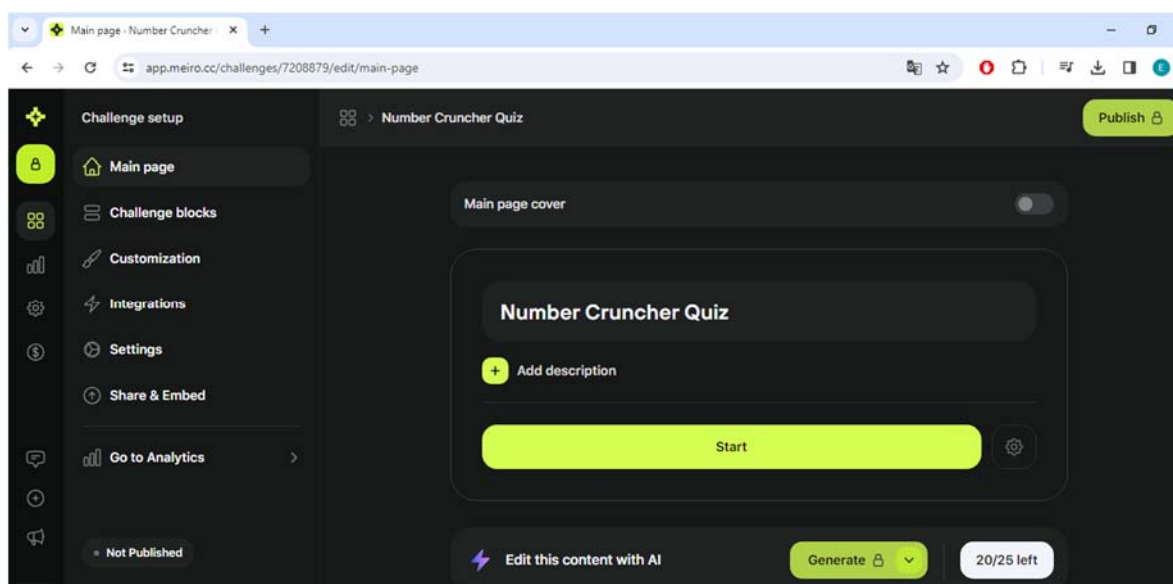 Main page - Number Cruncher
app.meiro.cc/challenges/7208879/edit/main-page
E
Challenge setup
Number Cruncher Quiz
Publish
Main page
Challenge blocks
Customization
Integrations
Settings
Share & Embed
Go to Analytics
Not Published
Main page cover
Number Cruncher Quiz
Add description
Start
Edit this content with AI
Generate
20/25 left